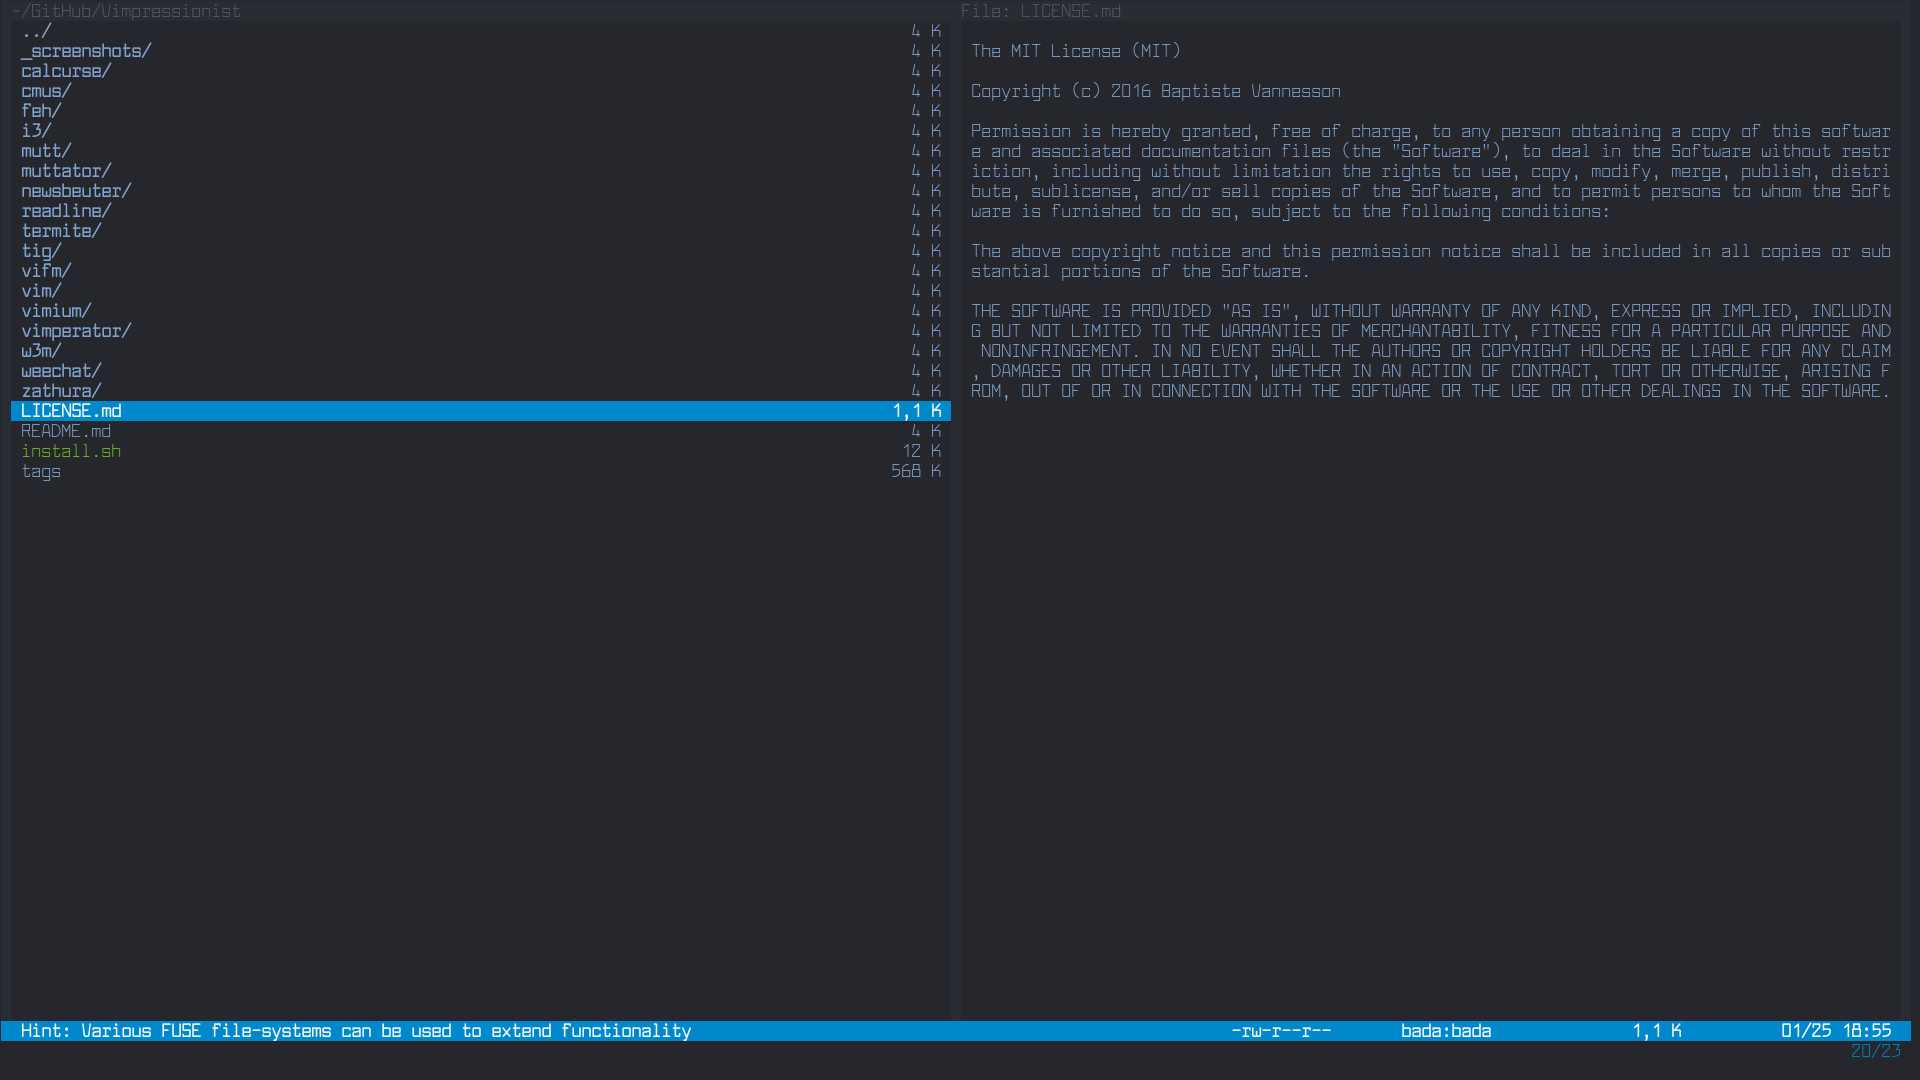 ~/GitHub/Vimpressionist
../ 4 K
_screenshots/ 4 K
calcurse/ 4 K
cmus/ 4 K
feh/ 4 K
i3/ 4 K
mutt/ 4 K
muttator/ 4 K
newsbeuter/ 4 K
readline/ 4 K
termite/ 4 K
tig/ 4 K
vifm/ 4 K
vim/ 4 K
vimium/ 4 K
vimperator/ 4 K
w3m/ 4 K
weechat/ 4 K
zathura/ 4 K
LICENSE.md 1,1 K
README.md 4 K
install.sh 12 K
tags 568 K
File: LICENSE.md
The MIT License (MIT)
Copyright (c) 2016 Baptiste Vannesson
Permission is hereby granted, free of charge, to any person obtaining a copy of this softwar
e and associated documentation files (the "Software"), to deal in the Software without restr
iction, including without limitation the rights to use, copy, modify, merge, publish, distri
bute, sublicense, and/or sell copies of the Software, and to permit persons to whom the Soft
ware is furnished to do so, subject to the following conditions:
The above copyright notice and this permission notice shall be included in all copies or sub
stantial portions of the Software.
THE SOFTWARE IS PROVIDED "AS IS", WITHOUT WARRANTY OF ANY KIND, EXPRESS OR IMPLIED, INCLUDIN
G BUT NOT LIMITED TO THE WARRANTIES OF MERCHANTABILITY, FITNESS FOR A PARTICULAR PURPOSE AND
NONINFRINGEMENT. IN NO EVENT SHALL THE AUTHORS OR COPYRIGHT HOLDERS BE LIABLE FOR ANY CLAIM
, DAMAGES OR OTHER LIABILITY, WHETHER IN AN ACTION OF CONTRACT, TORT OR OTHERWISE, ARISING F
ROM, OUT OF OR IN CONNECTION WITH THE SOFTWARE OR THE USE OR OTHER DEALINGS IN THE SOFTWARE.
Hint: Various FUSE file-systems can be used to extend functionality -rw-r--r-- bada:bada 1,1 K 01/25 18:55
20/23